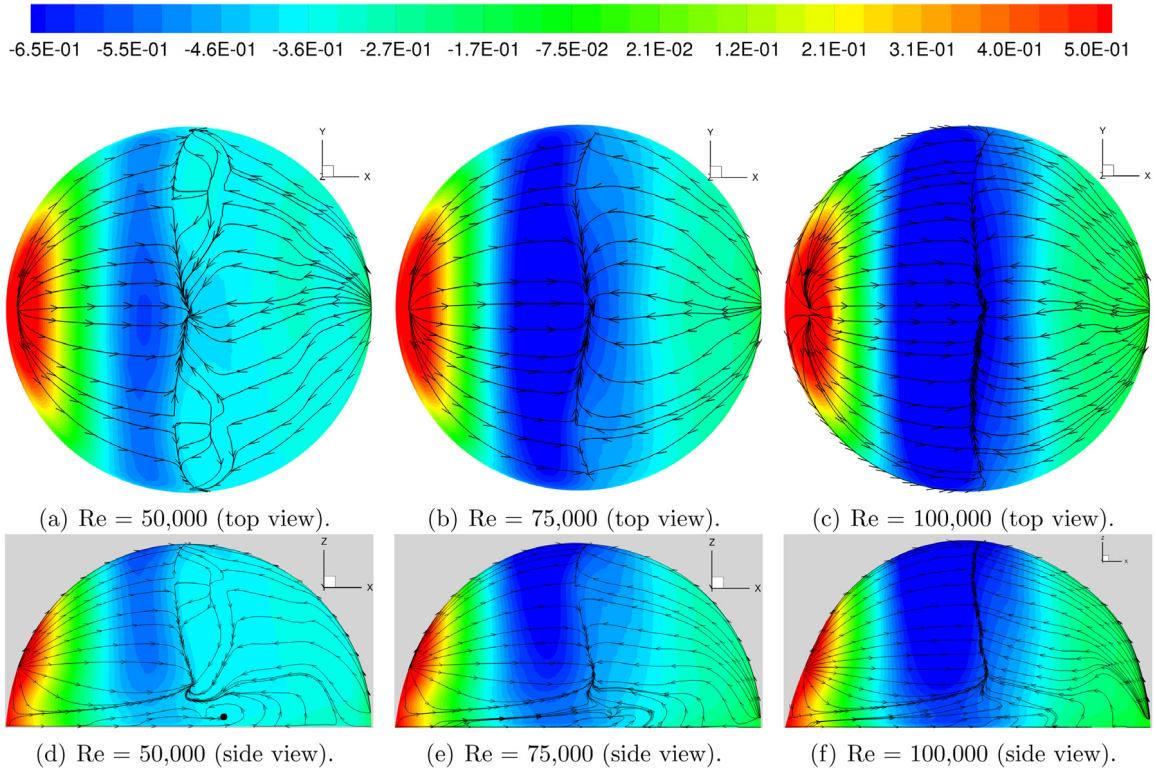 -6.5E-01 -5.5E-01 -4.6E-01 -3.6E-01 -2.7E-01 -1.7E-01 -7.5E-02 2.1E-02 1.2E-01 2.1E-01 3.1E-01 4.0E-01 5.0E-01
Y Y Y
Z X Z X Z X
(a) Re = 50,000 (top view). (b) Re = 75,000 (top view). (c) Re = 100,000 (top view).
Z Z Z
Y X Y X X
(d) Re = 50,000 (side view). (e) Re = 75,000 (side view). (f) Re = 100,000 (side view).